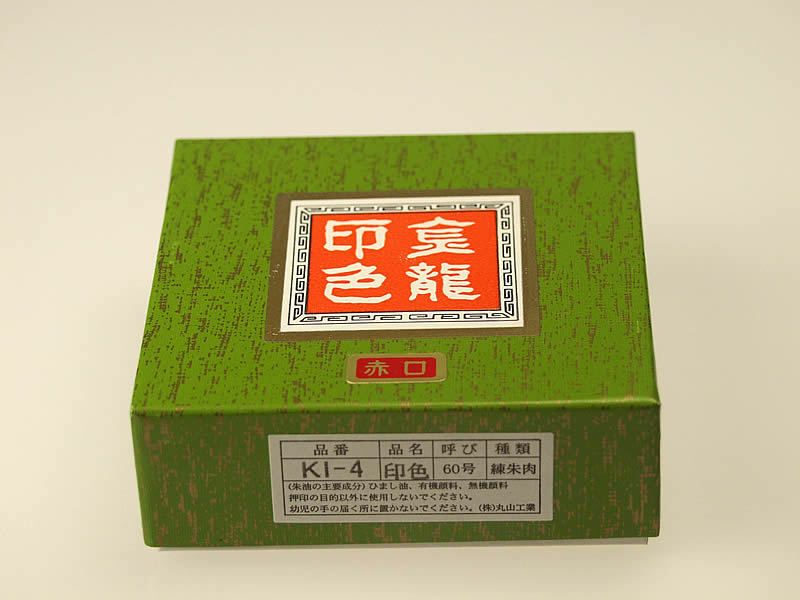 金龍
印色
赤口
品番 品名 呼び 種類
KI-4 印色 60号 練朱肉
(朱油の主要成分)ひまし油、有機顔料、無機顔料
押印の目的以外に使用しないでください。
幼児の手の届く所に置かないでください。(株)丸山工業